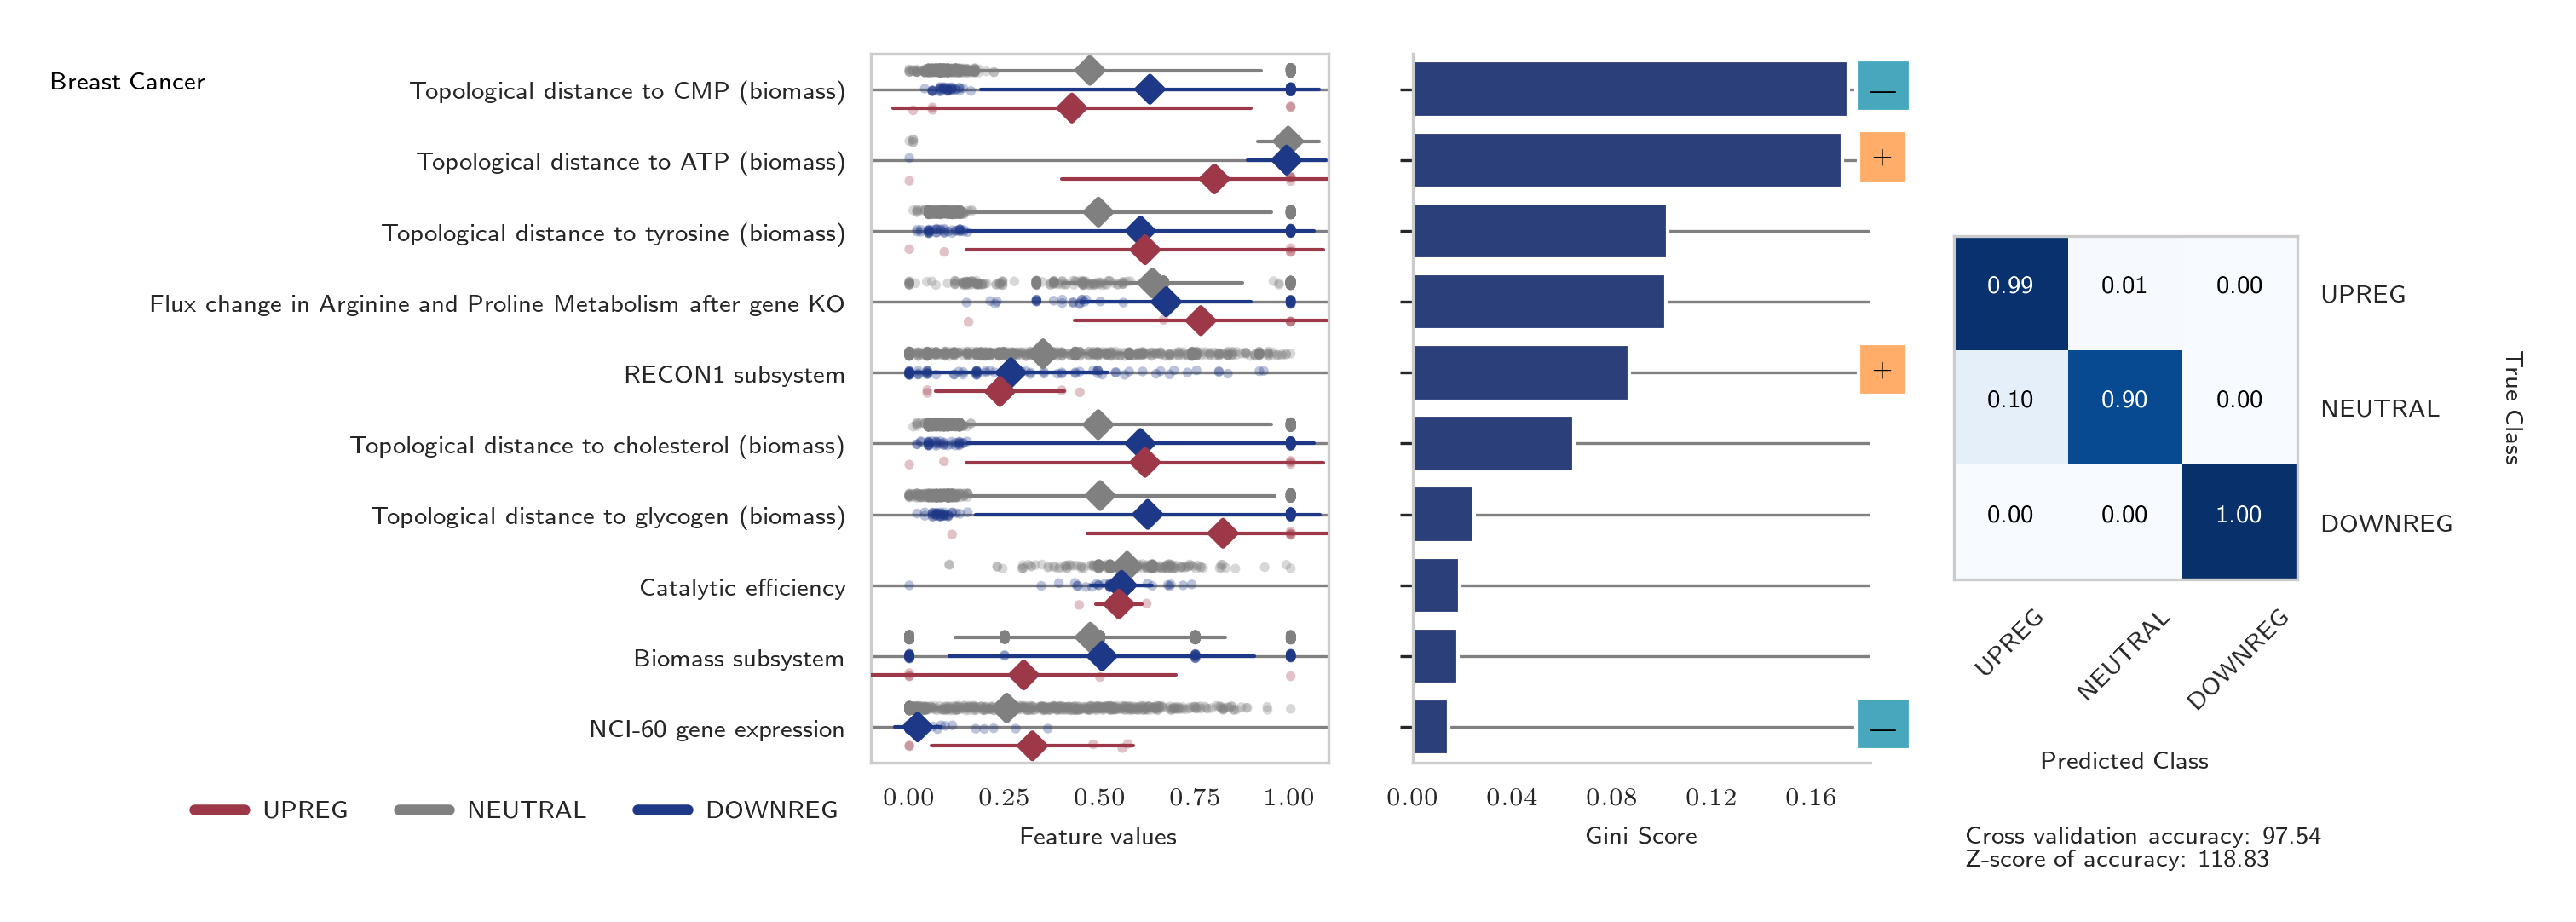 Breast Cancer
Topological distance to CMP (biomass)
Topological distance to ATP (biomass)
Topological distance to tyrosine (biomass)
Flux change in Arginine and Proline Metabolism after gene KO
RECON1 subsystem
Topological distance to cholesterol (biomass)
Topological distance to glycogen (biomass)
Catalytic efficiency
Biomass subsystem
NCI-60 gene expression
UPREG NEUTRAL DOWNREG
0.00 0.25 0.50 0.75 1.00
Feature values
—
+
+
—
0.00 0.04 0.08 0.12 0.16
Gini Score
0.99 0.01 0.00 UPREG
0.10 0.90 0.00 NEUTRAL
0.00 0.00 1.00 DOWNREG
True Class
UPREG NEUTRAL DOWNREG
Predicted Class
Cross validation accuracy: 97.54
Z-score of accuracy: 118.83